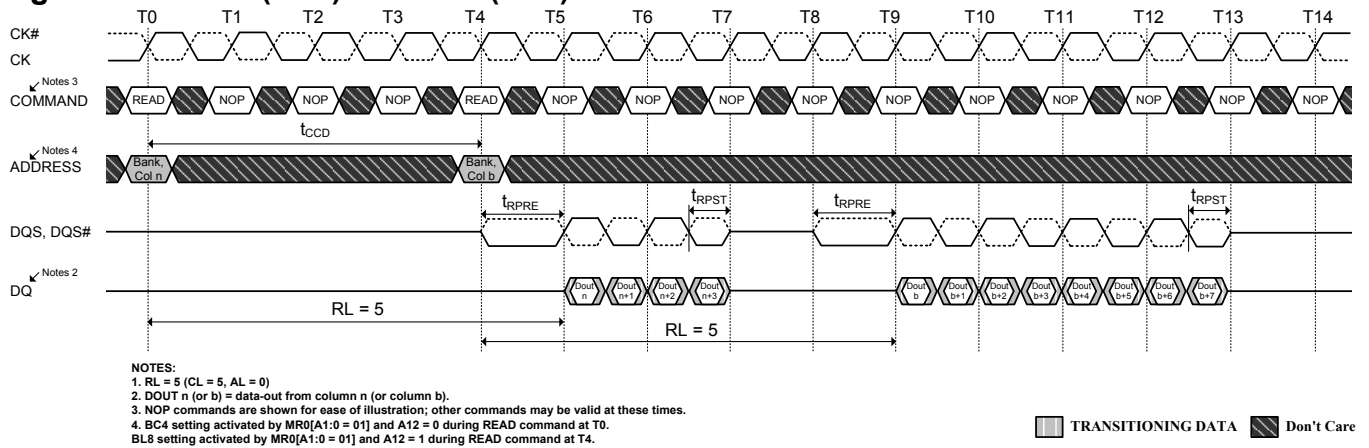 T0 T1 T2 T3 T4 T5 T6 T7 T8 T9 T10 T11 T12 T13 T14
CK#
CK
Notes 3
COMMAND READ NOP NOP NOP READ NOP NOP NOP NOP NOP NOP NOP NOP NOP NOP
tCCD
Notes 4
ADDRESS
Bank, Col n
Bank, Col b
tRPRE tRPST tRPRE tRPST
DQS, DQS#
Notes 2
DQ
Dout n Dout n+1 Dout n+2 Dout n+3 Dout b Dout b+1 Dout b+2 Dout b+3 Dout b+4 Dout b+5 Dout b+6 Dout b+7
RL = 5
RL = 5
NOTES:
1. RL = 5 (CL = 5, AL = 0)
2. DOUT n (or b) = data-out from column n (or column b).
3. NOP commands are shown for ease of illustration; other commands may be valid at these times.
4. BC4 setting activated by MR0[A1:0 = 01] and A12 = 0 during READ command at T0.
BL8 setting activated by MR0[A1:0 = 01] and A12 = 1 during READ command at T4.
TRANSITIONING DATA Don't Care